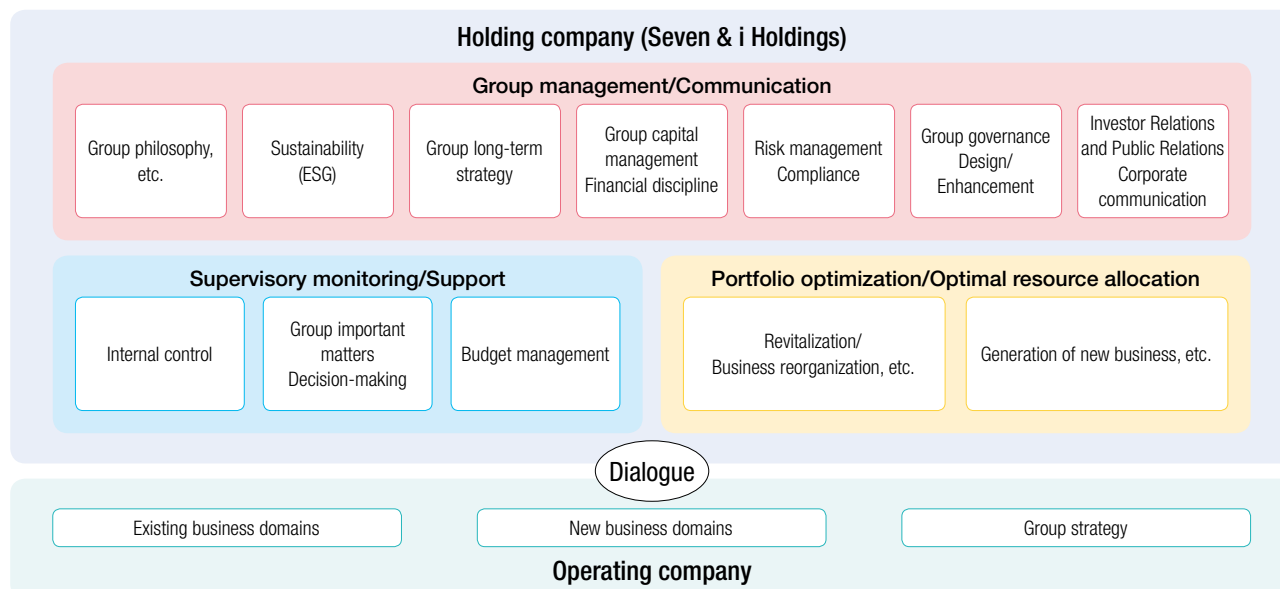 Holding company (Seven & i Holdings)
Group management/Communication
Group philosophy,
etc.
Sustainability
(ESG)
Group long-term
strategy
Group capital
management
Financial discipline
Risk management
Compliance
Group governance
Design/
Enhancement
Investor Relations
and Public Relations
Corporate
communication
Supervisory monitoring/Support
Internal control
Group important
matters
Decision-making
Budget management
Portfolio optimization/Optimal resource allocation
Revitalization/
Business reorganization, etc.
Generation of new business, etc.
Dialogue
Existing business domains
New business domains
Group strategy
Operating company